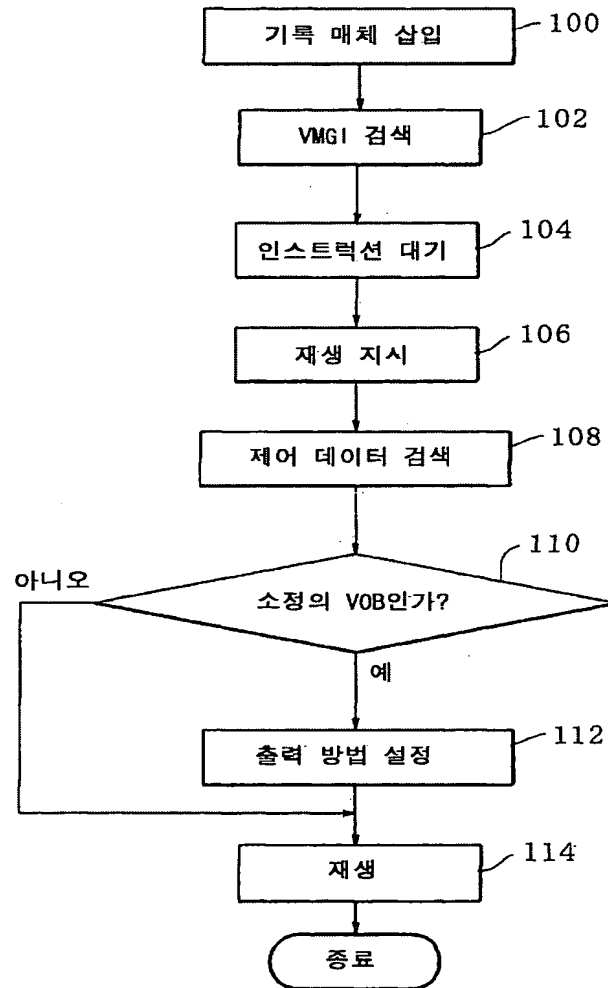 기록 매체 삽입
100
VMGI 검색
102
인스트럭션 대기
104
재생 지시
106
제어 데이터 검색
108
110
아니오
소정의 VOB인가?
예
출력 방법 설정
112
재생
114
종료